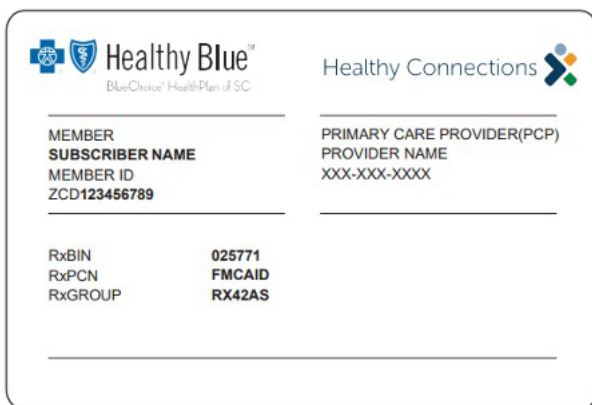 Healthy Blue™
BlueChoice® HealthPlan of SC
Healthy Connections
MEMBER
SUBSCRIBER NAME
MEMBER ID
ZCD123456789
PRIMARY CARE PROVIDER(PCP)
PROVIDER NAME
XXX-XXX-XXXX
RxBIN 025771
RxPCN FMCAID
RxGROUP RX42AS